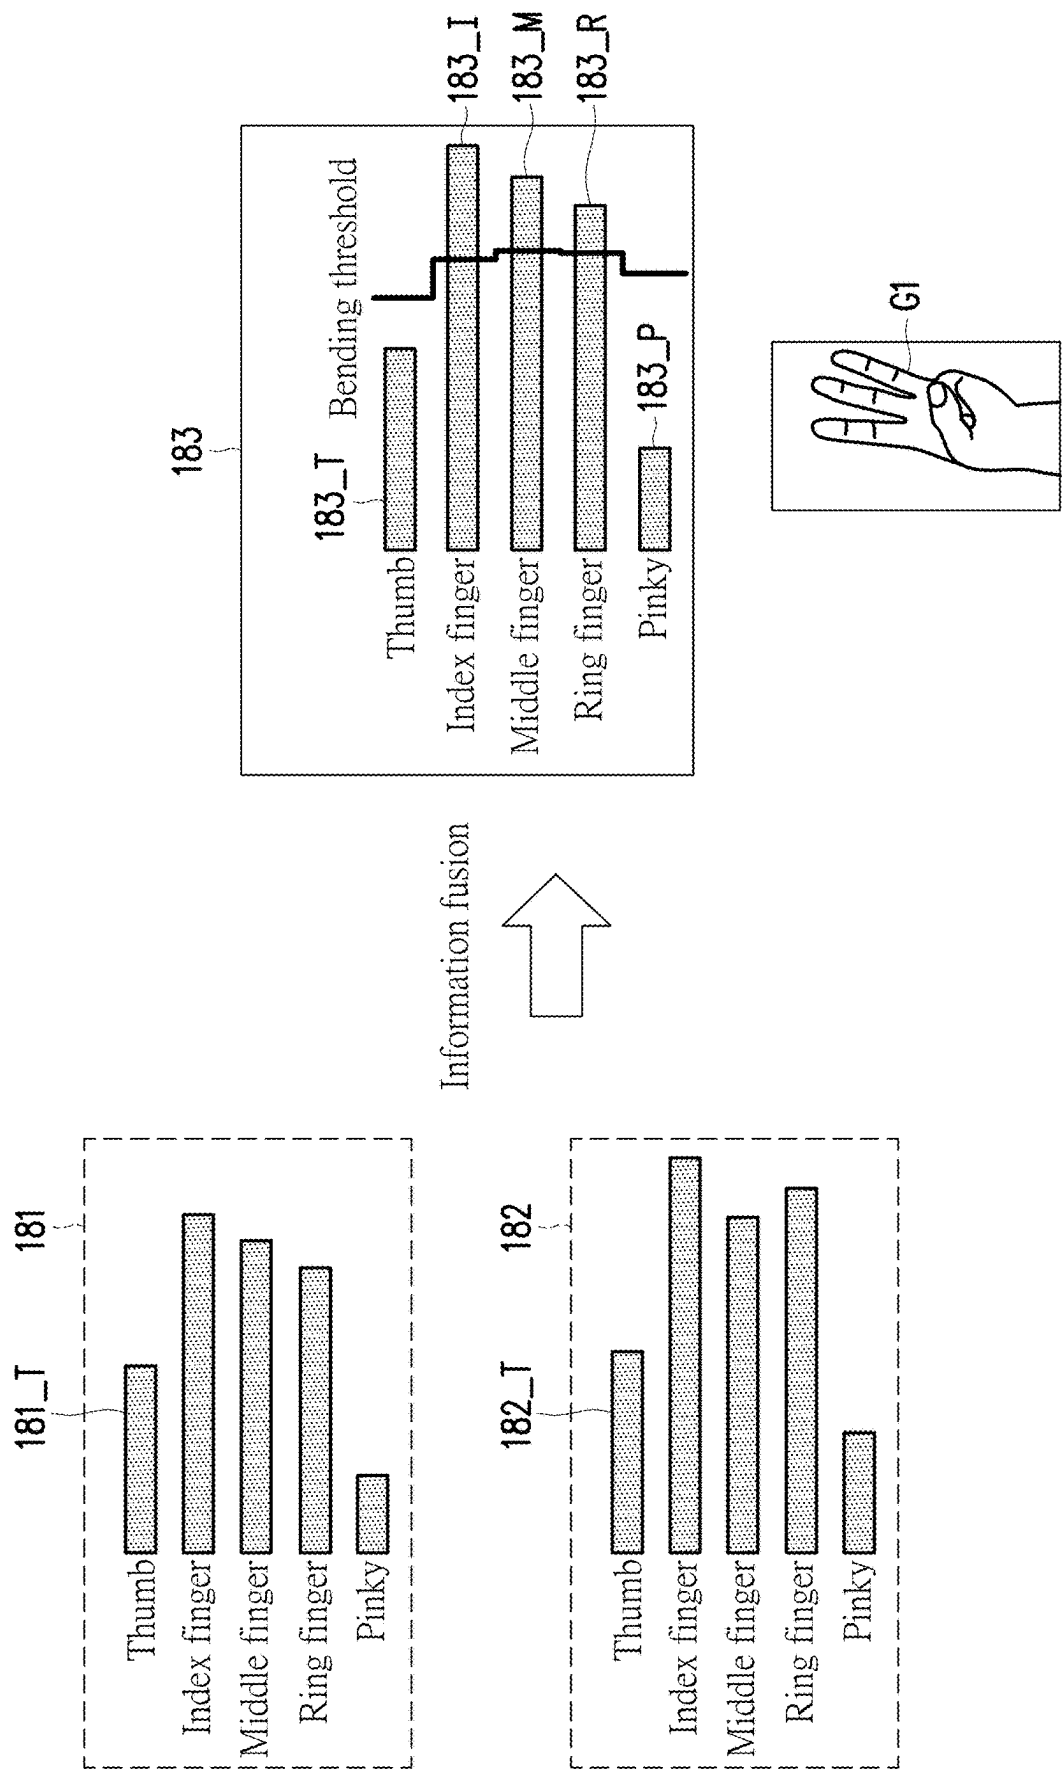 181
181_T
Thumb
Index finger
Middle finger
Ring finger
Pinky
182
182_T
Thumb
Index finger
Middle finger
Ring finger
Pinky
Information fusion
183
183_T
Bending threshold
Thumb
Index finger
183_I
Middle finger
183_M
Ring finger
183_R
Pinky
183_P
G1